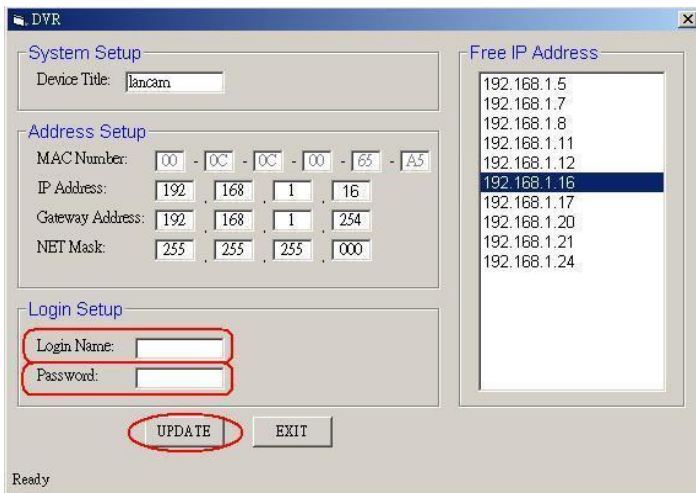 DVR
System Setup
Device Title: lancam
Address Setup
MAC Number: 00 - 0C - 0C - 00 - 65 - A5
IP Address: 192 . 168 . 1 . 16
Gateway Address: 192 . 168 . 1 . 254
NET Mask: 255 . 255 . 255 . 000
Login Setup
Login Name:
Password:
UPDATE EXIT
Ready
Free IP Address
192.168.1.5
192.168.1.7
192.168.1.8
192.168.1.11
192.168.1.12
192.168.1.16
192.168.1.17
192.168.1.20
192.168.1.21
192.168.1.24